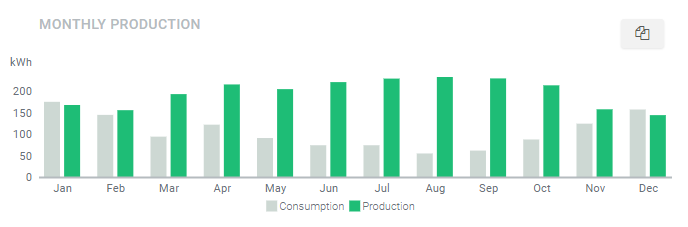 MONTHLY PRODUCTION
kWh
200
150
100
50
0
Jan Feb Mar Apr May Jun Jul Aug Sep Oct Nov Dec
Consumption Production